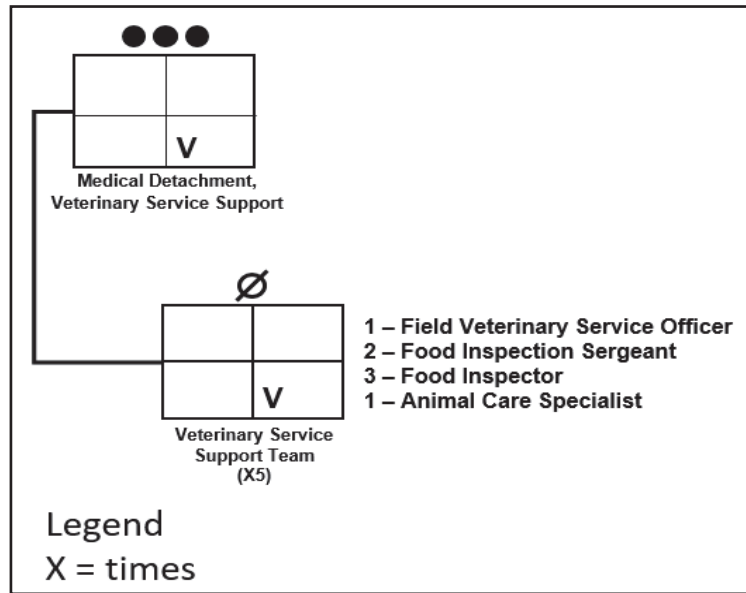 V
Medical Detachment,
Veterinary Service Support
V
1 – Field Veterinary Service Officer
2 – Food Inspection Sergeant
3 – Food Inspector
1 – Animal Care Specialist
Veterinary Service
Support Team
(X5)
Legend
X = times